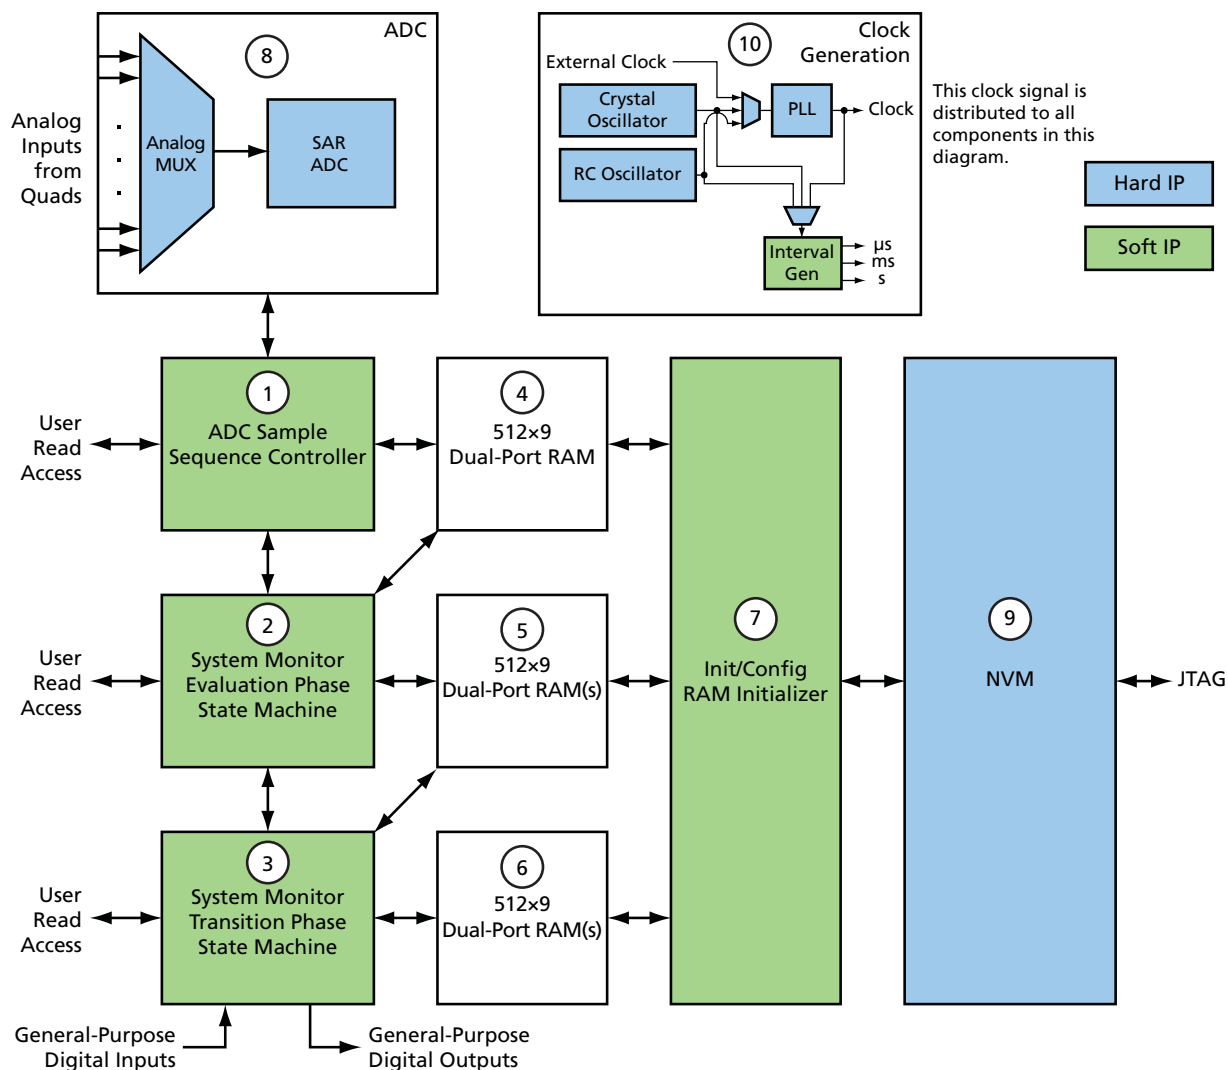 ADC
8
Analog
Inputs
from
Quads
Analog
MUX
SAR
ADC
10
Clock
Generation
External Clock
Crystal
Oscillator
PLL
Clock
RC Oscillator
Interval
Gen
µs
ms
s
This clock signal is
distributed to all
components in this
diagram.
Hard IP
Soft IP
User
Read
Access
1
ADC Sample
Sequence Controller
4
512×9
Dual-Port RAM
User
Read
Access
2
System Monitor
Evaluation Phase
State Machine
5
512×9
Dual-Port RAM(s)
User
Read
Access
3
System Monitor
Transition Phase
State Machine
6
512×9
Dual-Port RAM(s)
7
Init/Config
RAM Initializer
9
NVM
JTAG
General-Purpose
Digital Inputs
General-Purpose
Digital Outputs